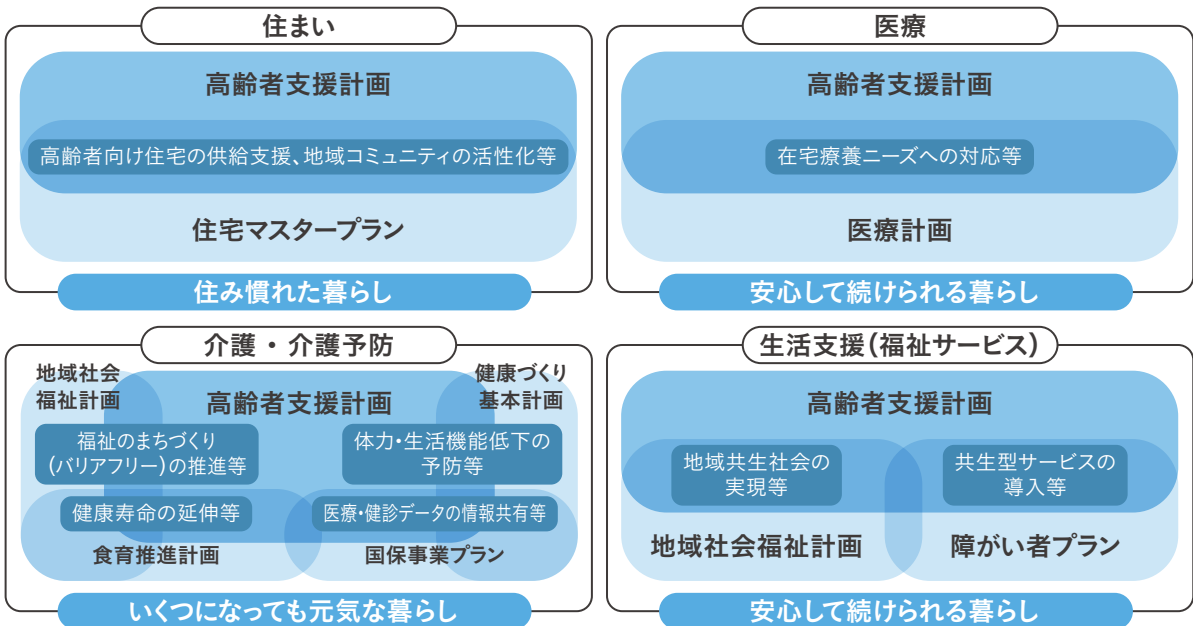 住まい
高齢者支援計画
高齢者向け住宅の供給支援、地域コミュニティの活性化等
住宅マスタープラン
住み慣れた暮らし
医療
高齢者支援計画
在宅療養ニーズへの対応等
医療計画
安心して続けられる暮らし
介護・介護予防
地域社会
福祉計画
高齢者支援計画
健康づくり
基本計画
福祉のまちづくり
(バリアフリー)の推進等
体力・生活機能低下の
予防等
健康寿命の延伸等
医療・健診データの情報共有等
食育推進計画
国保事業プラン
いくつになっても元気な暮らし
生活支援(福祉サービス)
高齢者支援計画
地域共生社会の
実現等
共生型サービスの
導入等
地域社会福祉計画
障がい者プラン
安心して続けられる暮らし